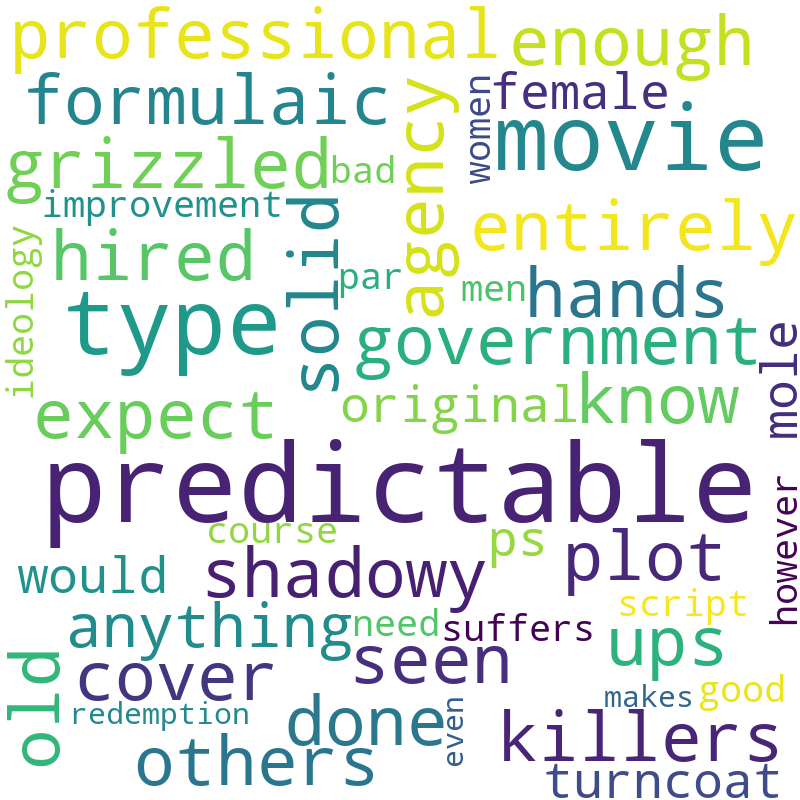 professional
enough
formulaic
women
female
agency
movie
grizzled
bad
improvement
solid
entirely
ideology
hired
par
men
hands
type
government
mole
expect
original
know
predictable
however
course
ps
plot
shadowy
would
script
anything
need
suffers
ups
old
cover
seen
makes
good
redemption
even
done
killers
others
turncoat